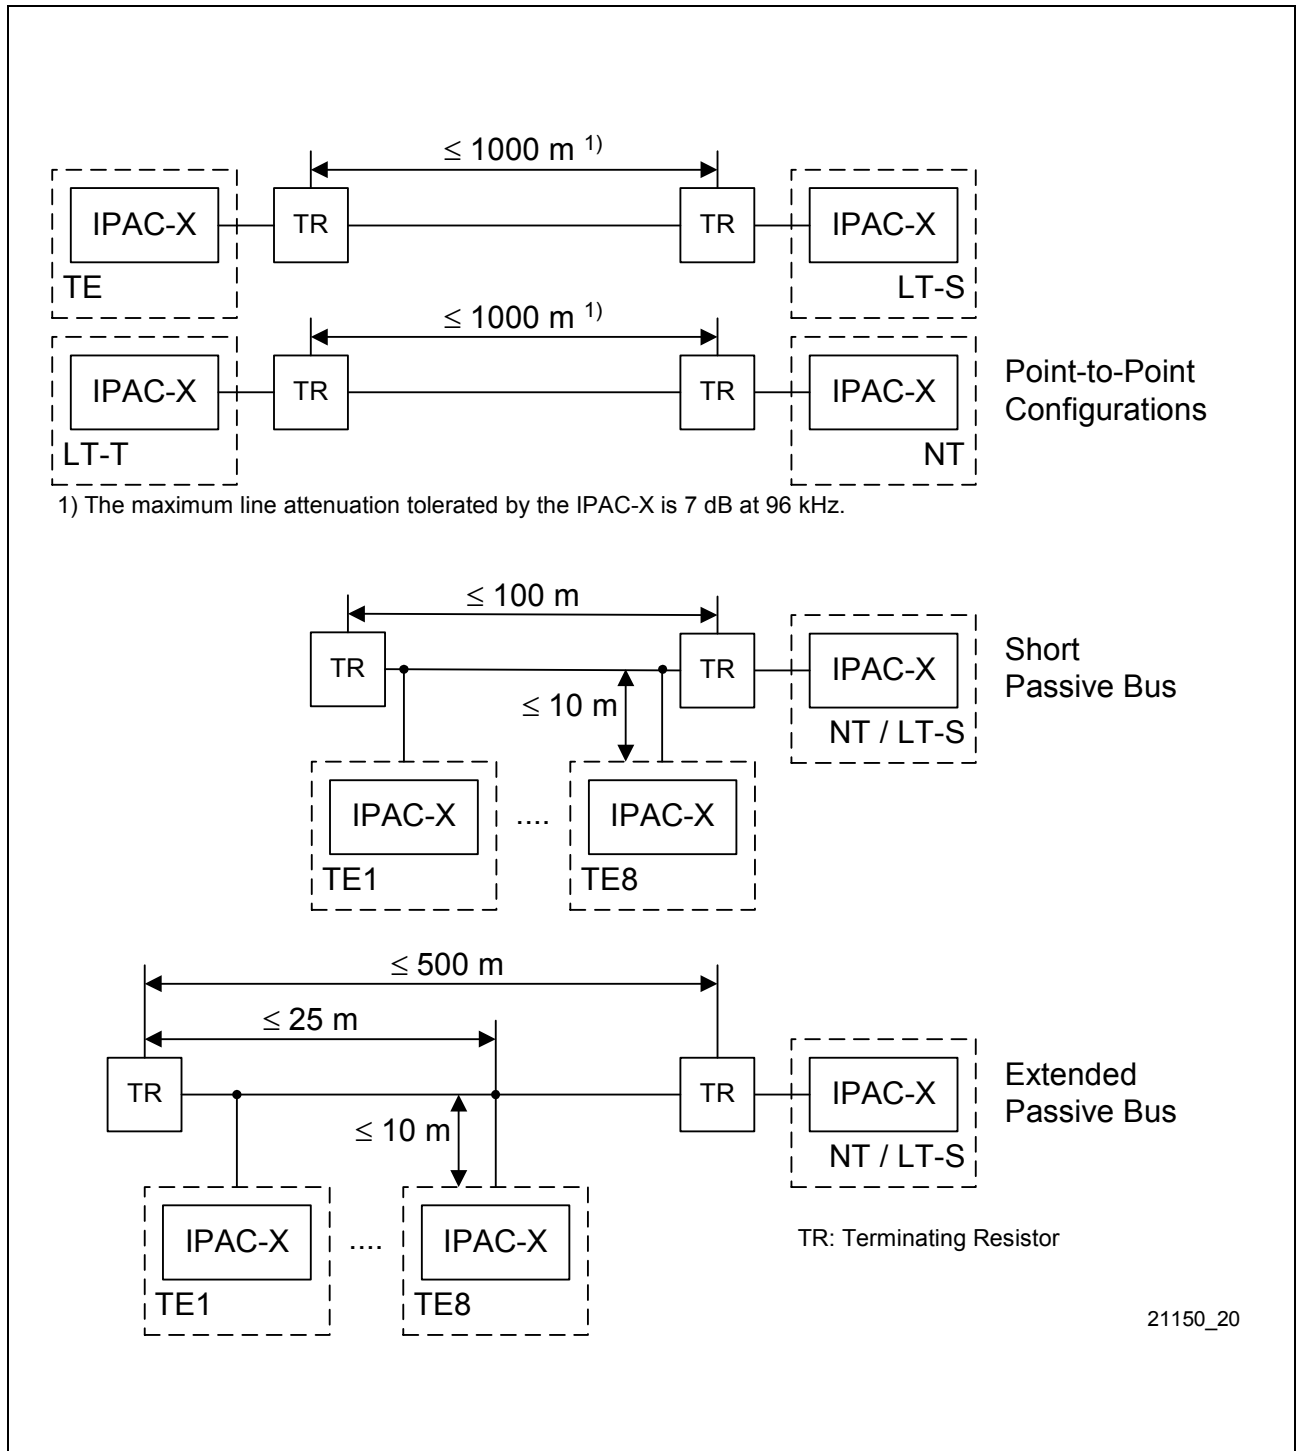 ≤ 1000 m 1)
IPAC-X TR TR IPAC-X
TE LT-S
≤ 1000 m 1)
IPAC-X TR TR IPAC-X
LT-T NT
Point-to-Point
Configurations
1) The maximum line attenuation tolerated by the IPAC-X is 7 dB at 96 kHz.
≤ 100 m
TR TR IPAC-X
≤ 10 m
NT / LT-S
Short
Passive Bus
IPAC-X .... IPAC-X
TE1 TE8
≤ 500 m
≤ 25 m
TR TR IPAC-X
≤ 10 m
NT / LT-S
Extended
Passive Bus
IPAC-X .... IPAC-X
TE1 TE8
TR: Terminating Resistor
21150_20